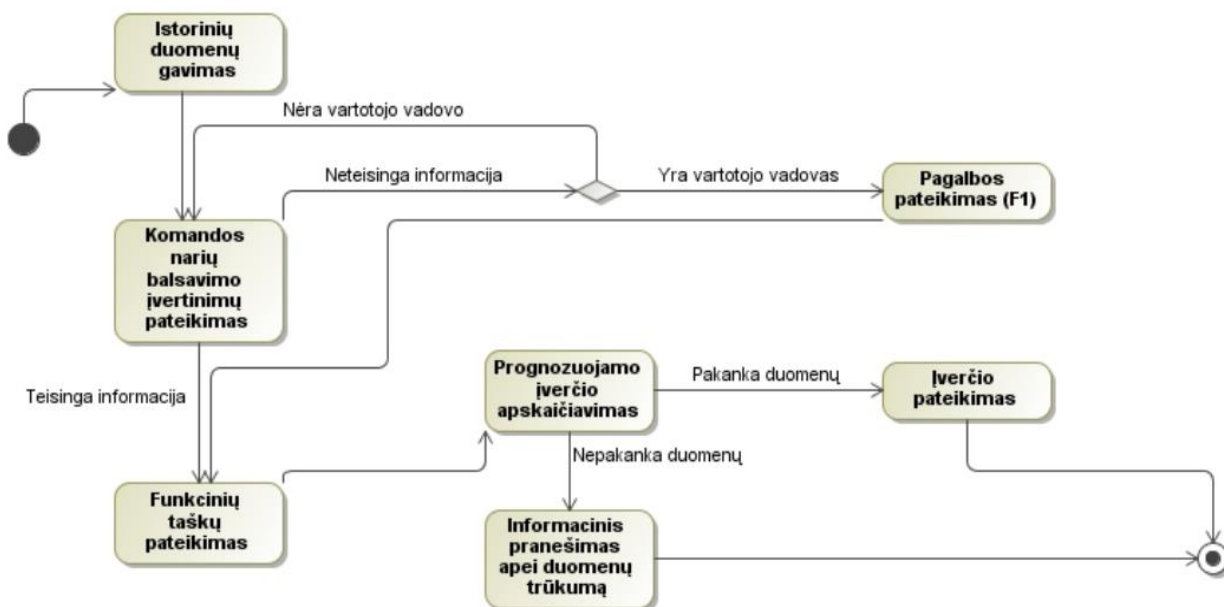 Istorinių
duomenų
gavimas
Nėra vartotojo vadovo
Neteisinga informacija
Yra vartotojo vadovas
Pagalbos
pateikimas (F1)
Komandos
narių
balsavimo
įvertinimų
pateikimas
Teisinga informacija
Prognozuojamo
įverčio
apskaičiavimas
Pakanka duomenų
Įverčio
pateikimas
Nepakanka duomenų
Funkcinių
taškų
pateikimas
Informacinis
pranešimas
apei duomenų
trūkumą